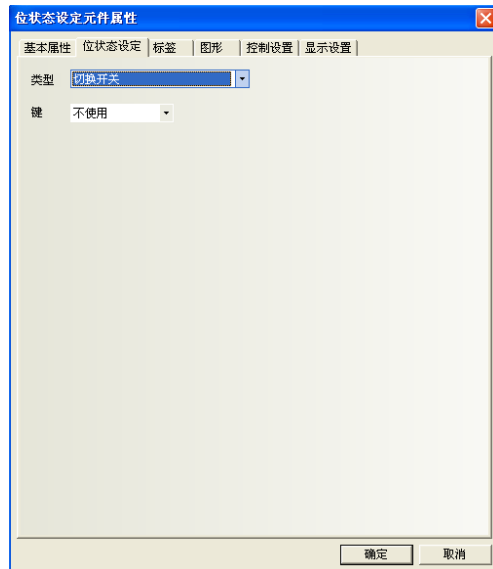 位状态设定元件属性
基本属性 位状态设定 标签 图形 控制设置 显示设置
类型 切换开关
键 不使用
确定 取消